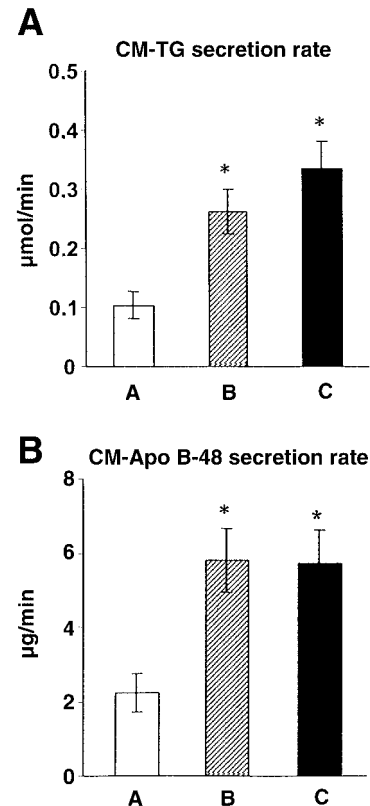 A
CM-TG secretion rate
0.5
0.4
0.3
0.2
0.1
0
µmol/min
*
*
A B C
B
CM-Apo B-48 secretion rate
8
6
4
2
0
µg/min
*
*
A B C